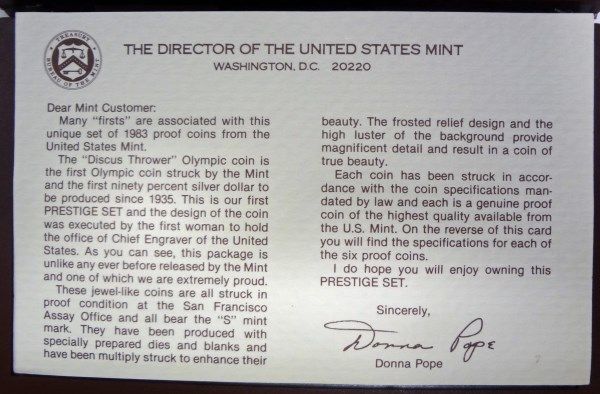 TREASURY
BUREAU OF THE MINT
THE DIRECTOR OF THE UNITED STATES MINT
WASHINGTON, D.C. 20220
Dear Mint Customer:
Many "firsts" are associated with this
unique set of 1983 proof coins from the
United States Mint.
The "Discus Thrower" Olympic coin is
the first Olympic coin struck by the Mint
and the first ninety percent silver dollar to
be produced since 1935. This is our first
PRESTIGE SET and the design of the coin
was executed by the first woman to hold
the office of Chief Engraver of the United
States. As you can see, this package is
unlike any ever before released by the Mint
and one of which we are extremely proud.
These jewel-like coins are all struck in
proof condition at the San Francisco
Assay Office and all bear the "S" mint
mark. They have been produced with
specially prepared dies and blanks and
have been multiply struck to enhance their
beauty. The frosted relief design and the
high luster of the background provide
magnificent detail and result in a coin of
true beauty.
Each coin has been struck in accor-
dance with the coin specifications man-
dated by law and each is a genuine proof
coin of the highest quality available from
the U.S. Mint. On the reverse of this card
you will find the specifications for each of
the six proof coins.
I do hope you will enjoy owning this
PRESTIGE SET.
Sincerely,
Donna Pope
Donna Pope